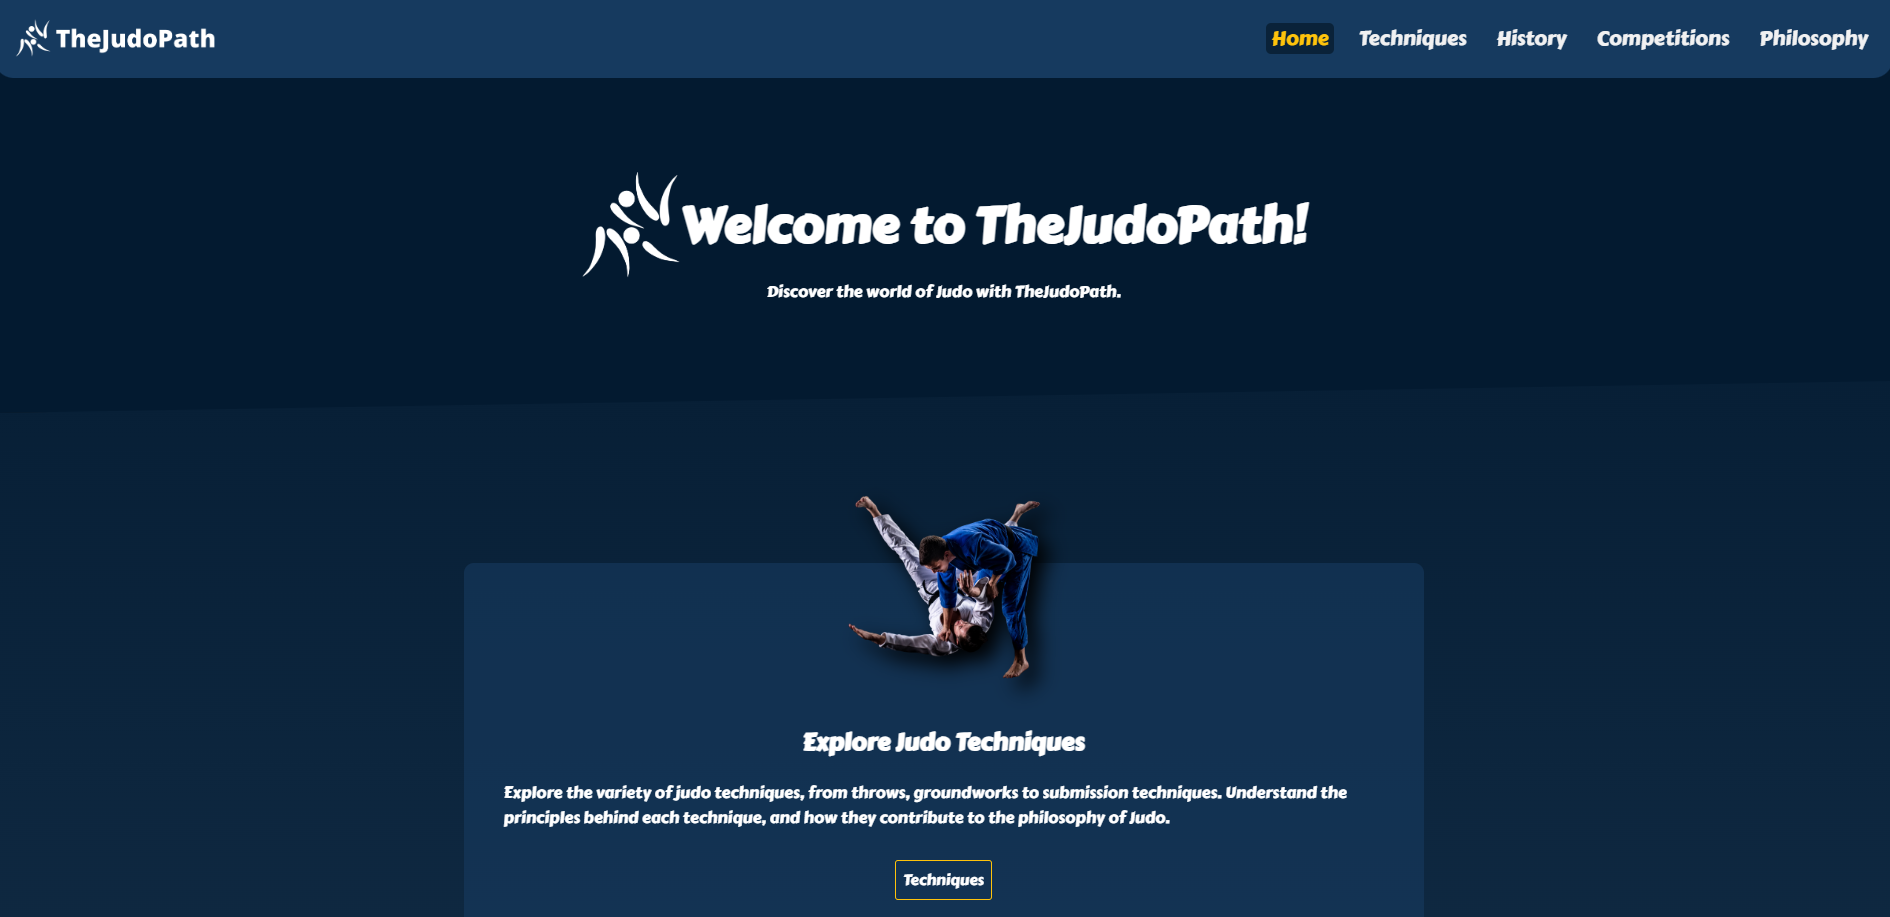 TheJudoPath
Home
Techniques
History
Competitions
Philosophy
Welcome to TheJudoPath!
Discover the world of Judo with TheJudoPath.
Explore Judo Techniques
Explore the variety of judo techniques, from throws, groundworks to submission techniques. Understand the
principles behind each technique, and how they contribute to the philosophy of Judo.
Techniques